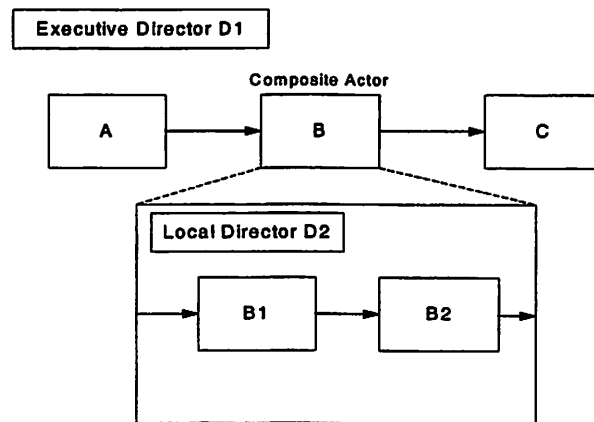 Executive Director D1
Composite Actor
A
B
C
Local Director D2
B1
B2